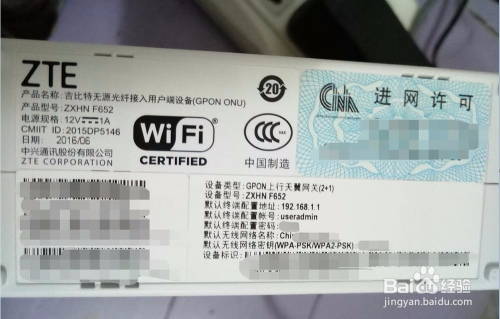 ZTE
产品名称: 吉比特无源光纤接入用户端设备(GPON ONU)
产品型号: ZXHN F652
电源规格: 12V⎓1A
CMIIT ID: 2015DP5146
日期: 2016/06
中兴通讯股份有限公司
ZTE CORPORATION
WiFi
CERTIFIED
20
CCC
中国制造
CNA
进网许可
设备类型: GPON上行天翼网关(2+1)
设备型号: ZXHN F652
默认终端配置地址: 192.168.1.1
默认终端配置帐号: useradmin
默认终端配置密码:
默认无线网络名称: Chi
默认无线网络密钥(WPA-PSK/WPA2-PSK)
设备标识:
Baidu经验
jingyan.baidu.com